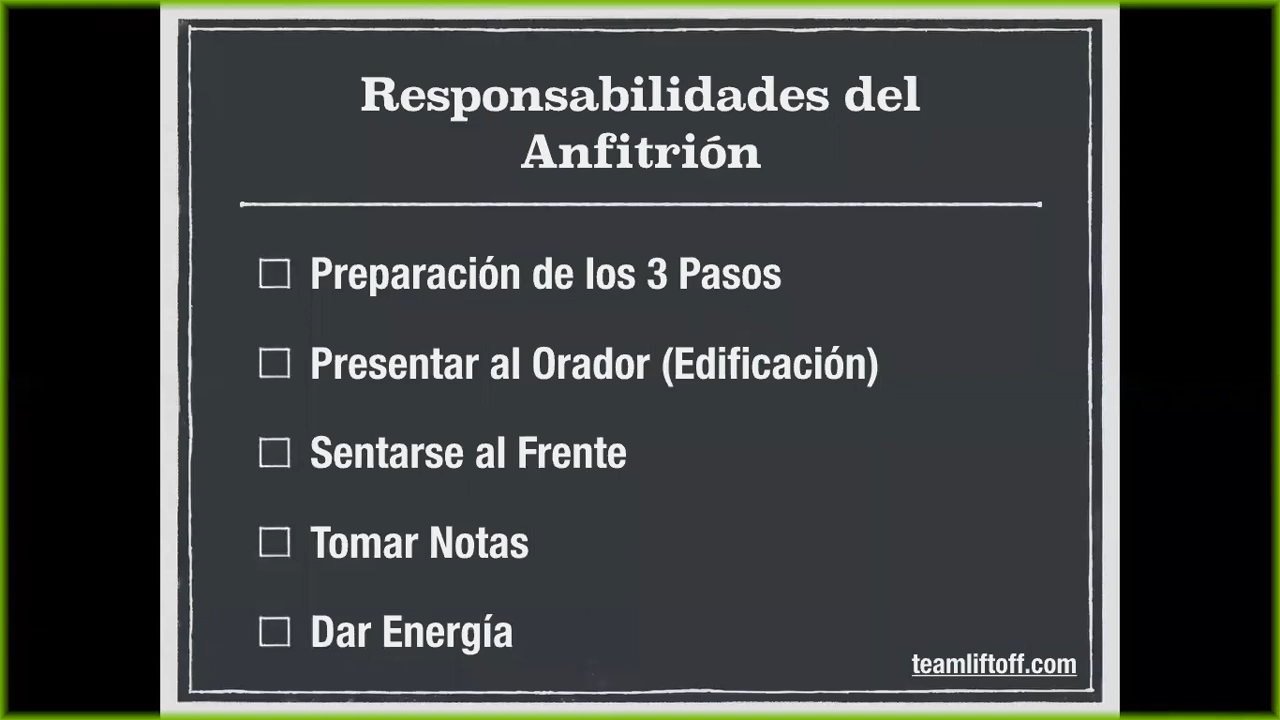 Responsabilidades del
Anfitrión
Preparación de los 3 Pasos
Presentar al Orador (Edificación)
Sentarse al Frente
Tomar Notas
Dar Energía
teamliftoff.com